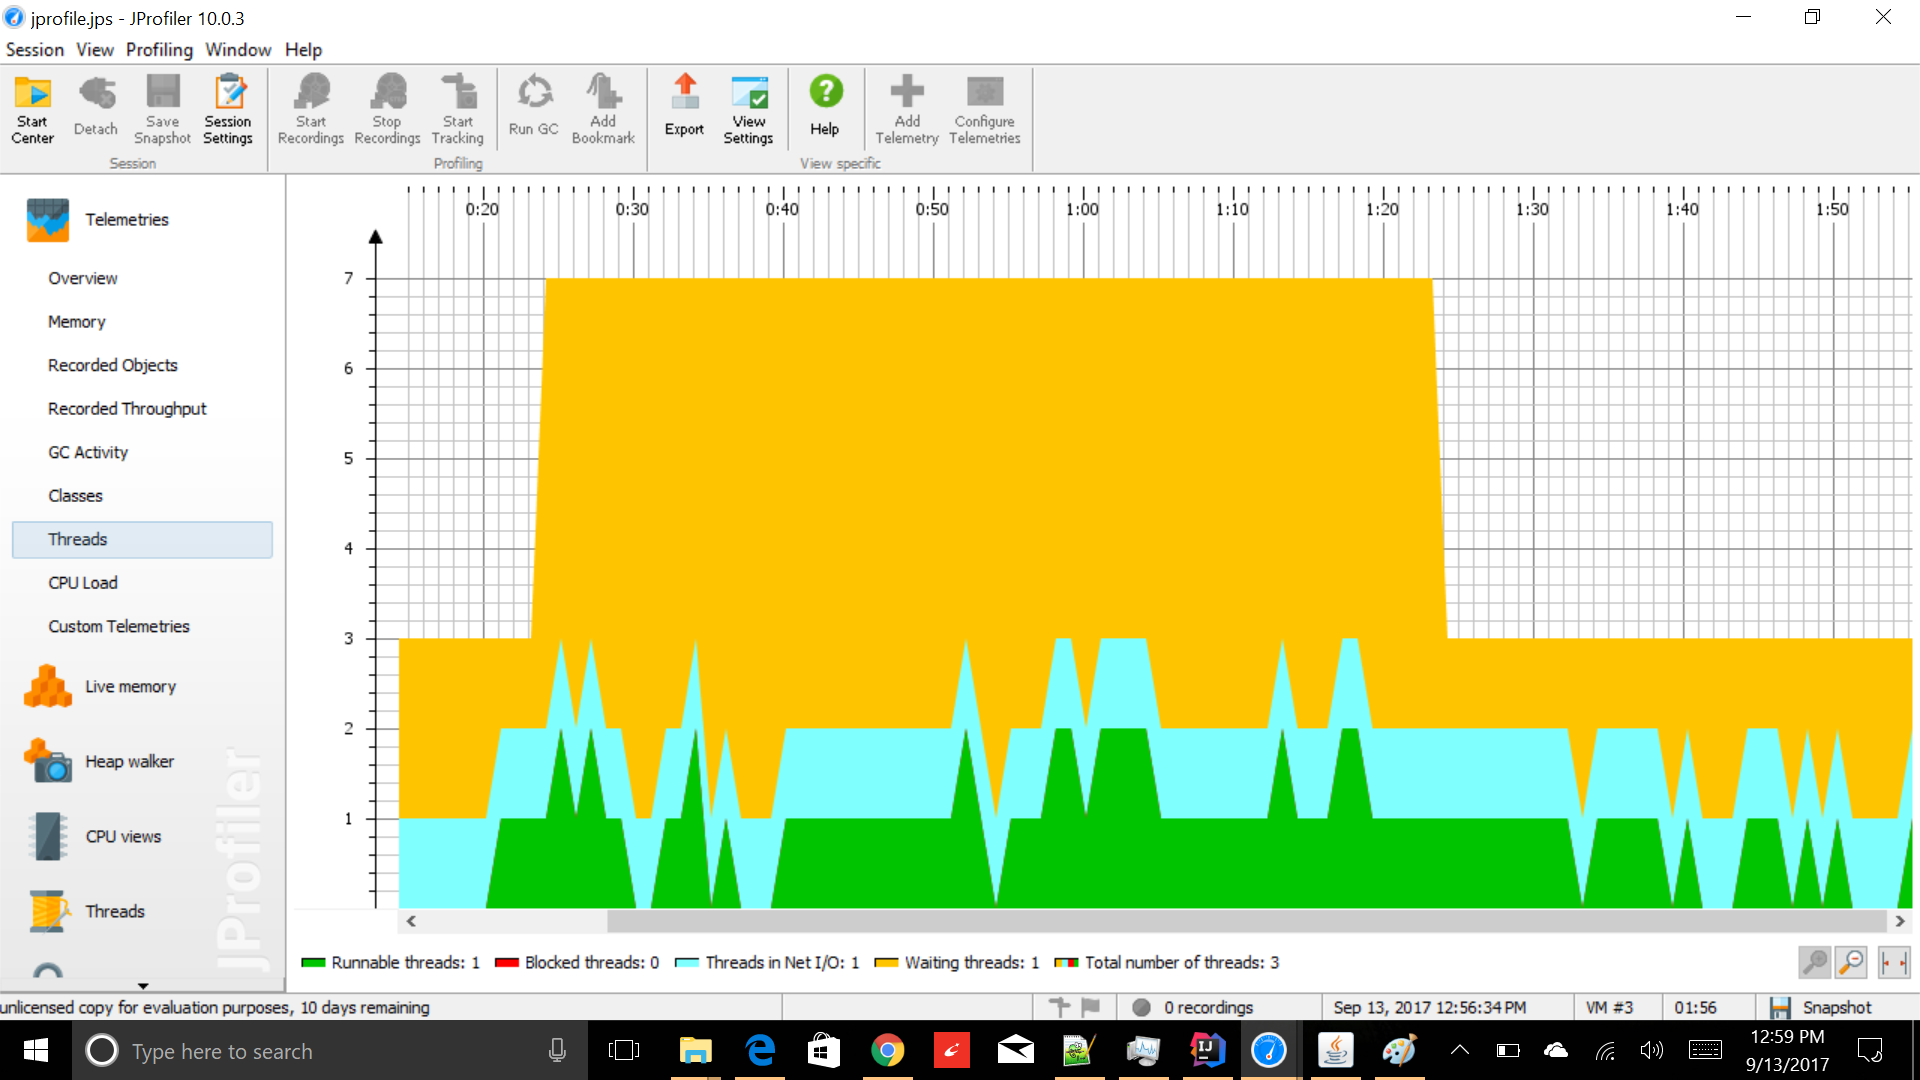 jprofile.jps - JProfiler 10.0.3
Session View Profiling Window Help
Start Center
Detach
Save Snapshot
Session Settings
Start Recordings
Stop Recordings
Start Tracking
Run GC
Add Bookmark
Export
View Settings
Help
Add Telemetry
Configure Telemetries
Session
Profiling
View specific
Telemetries
Overview
Memory
Recorded Objects
Recorded Throughput
GC Activity
Classes
Threads
CPU Load
Custom Telemetries
Live memory
Heap walker
CPU views
Threads
JProfiler
0:20 0:30 0:40 0:50 1:00 1:10 1:20 1:30 1:40 1:50
7
6
5
4
3
2
1
Runnable threads: 1 Blocked threads: 0 Threads in Net I/O: 1 Waiting threads: 1 Total number of threads: 3
unlicensed copy for evaluation purposes, 10 days remaining
0 recordings
Sep 13, 2017 12:56:34 PM
VM #3
01:56
Snapshot
Type here to search
IJ
12:59 PM
9/13/2017